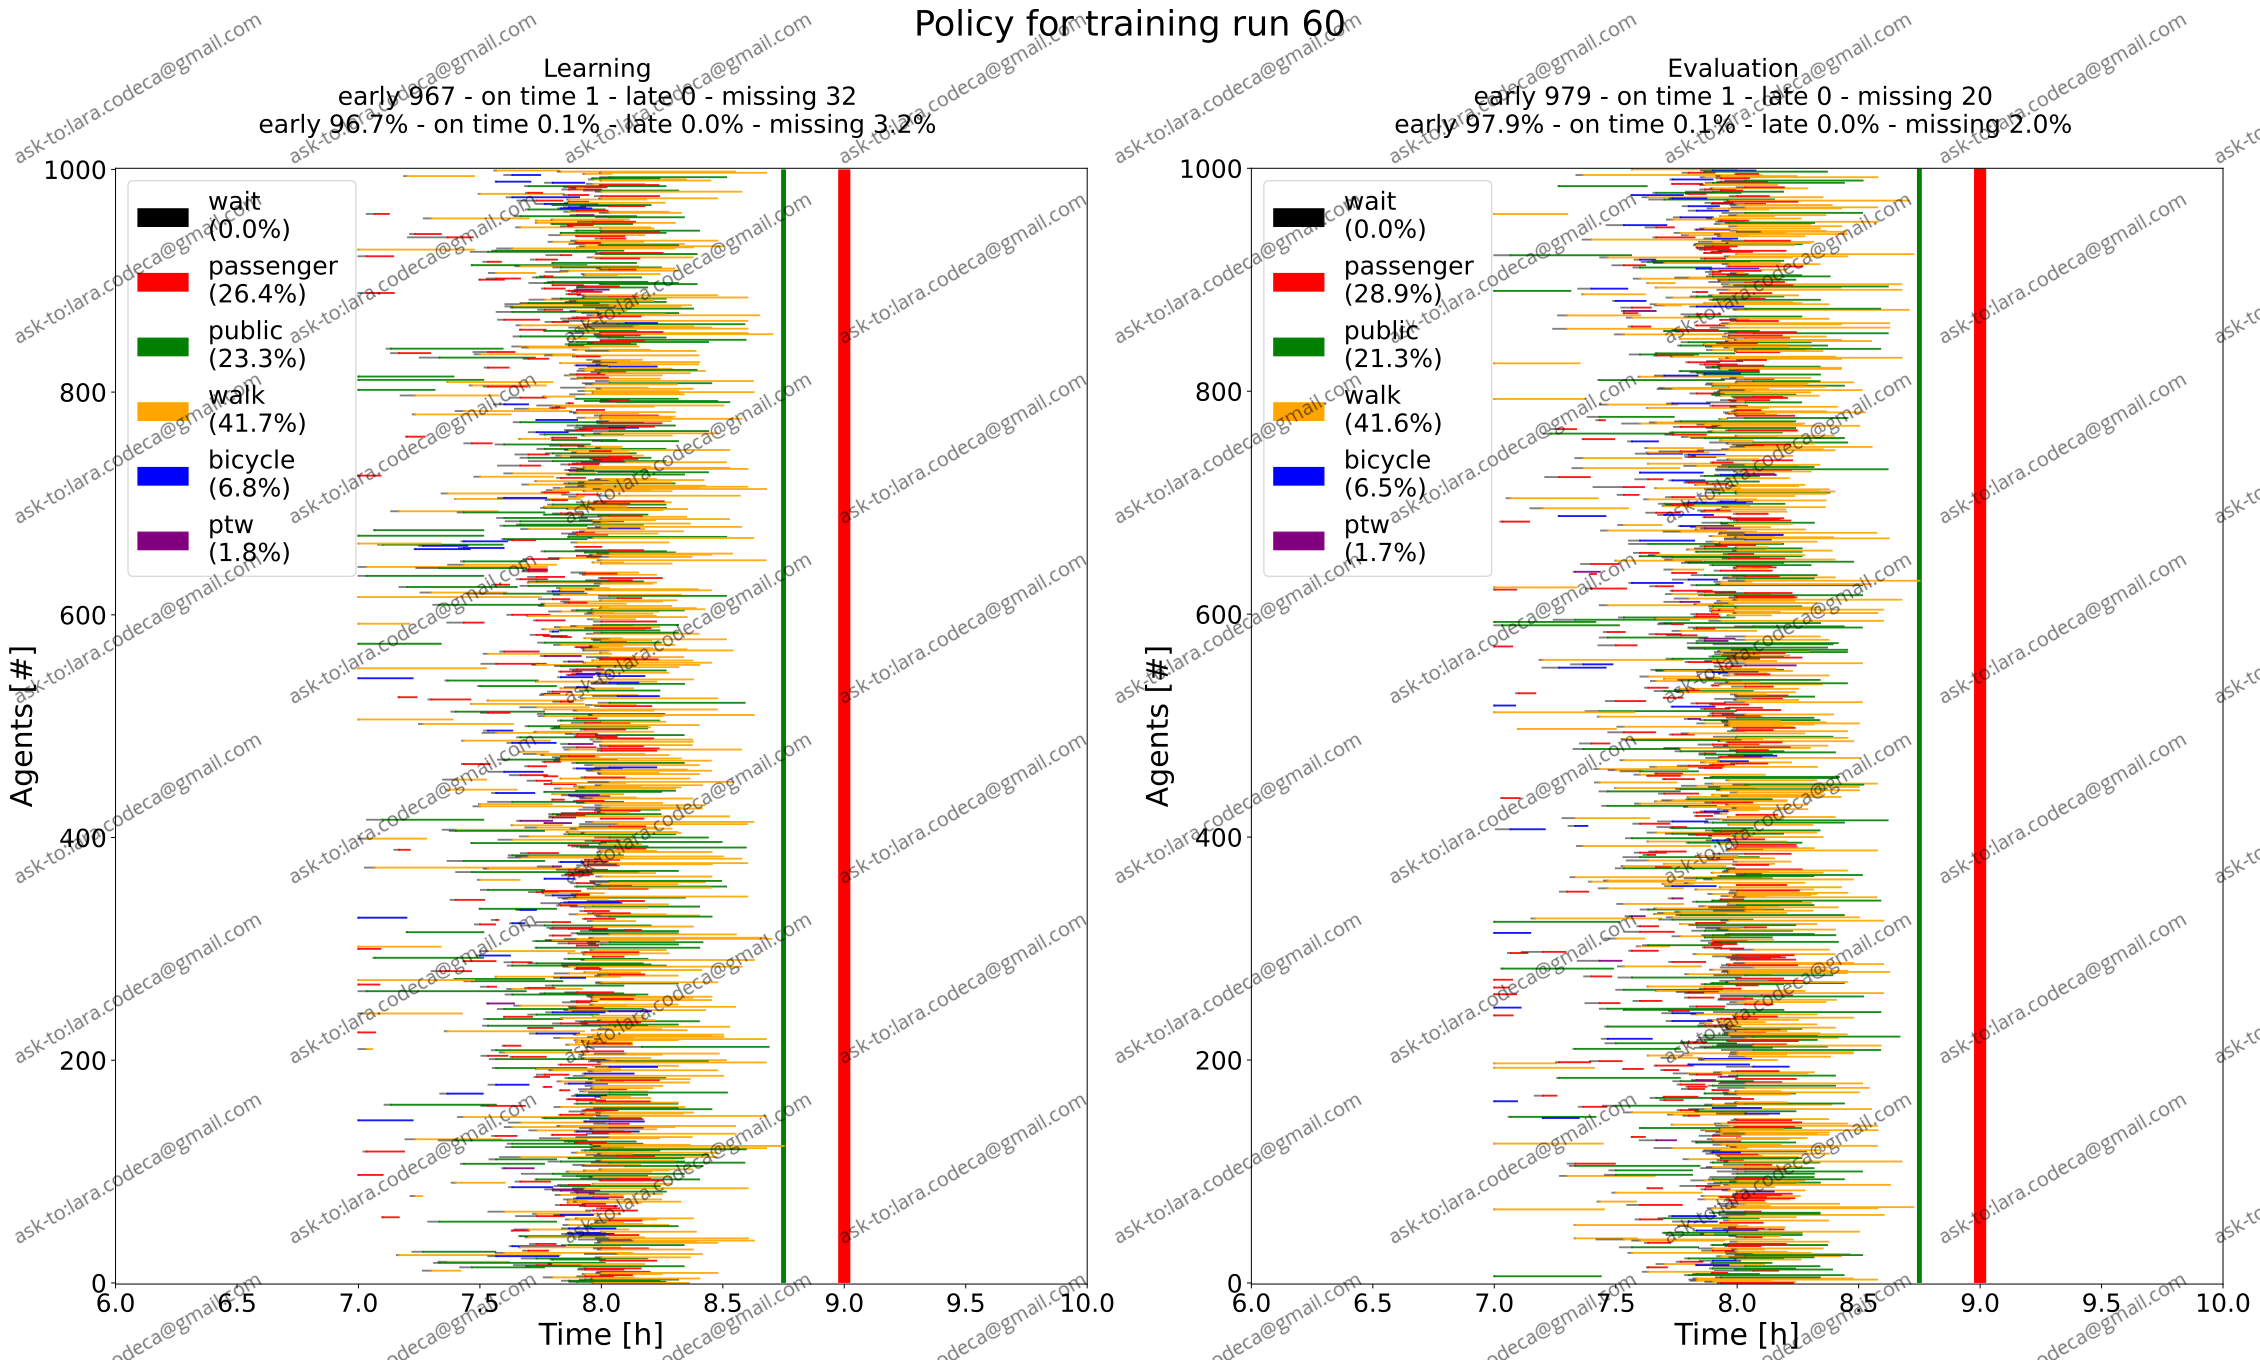 Policy for training run 60
Learning
early 967 - on time 1 - late 0 - missing 32
early 96.7% - on time 0.1% - late 0.0% - missing 3.2%
1000
800
600
400
200
0
Agents [#]
wait
(0.0%)
passenger
(26.4%)
public
(23.3%)
walk
(41.7%)
bicycle
(6.8%)
ptw
(1.8%)
6.0 6.5 7.0 7.5 8.0 8.5 9.0 9.5 10.0
Time [h]
Evaluation
early 979 - on time 1 - late 0 - missing 20
early 97.9% - on time 0.1% - late 0.0% - missing 2.0%
1000
800
600
400
200
0
Agents [#]
wait
(0.0%)
passenger
(28.9%)
public
(21.3%)
walk
(41.6%)
bicycle
(6.5%)
ptw
(1.7%)
6.0 6.5 7.0 7.5 8.0 8.5 9.0 9.5 10.0
Time [h]
ask-to:lara.codeca@gmail.com